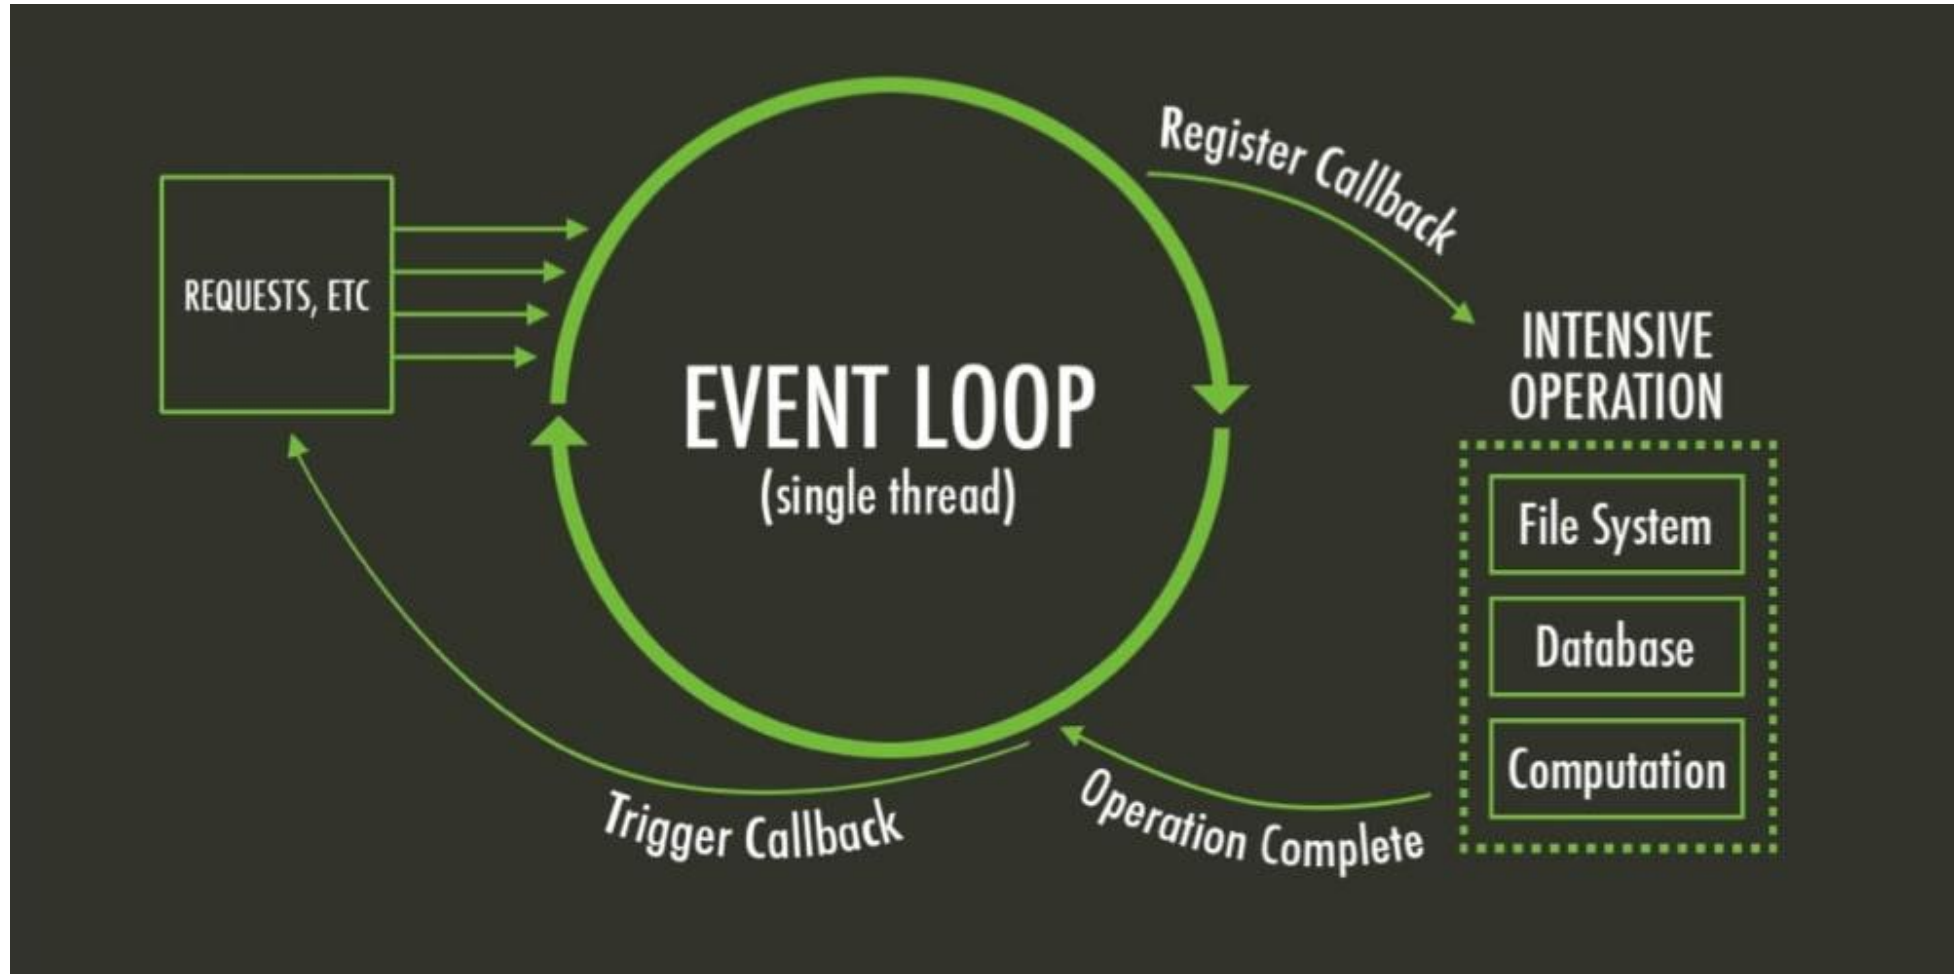 REQUESTS, ETC
EVENT LOOP
(single thread)
Register Callback
INTENSIVE
OPERATION
File System
Database
Computation
Operation Complete
Trigger Callback